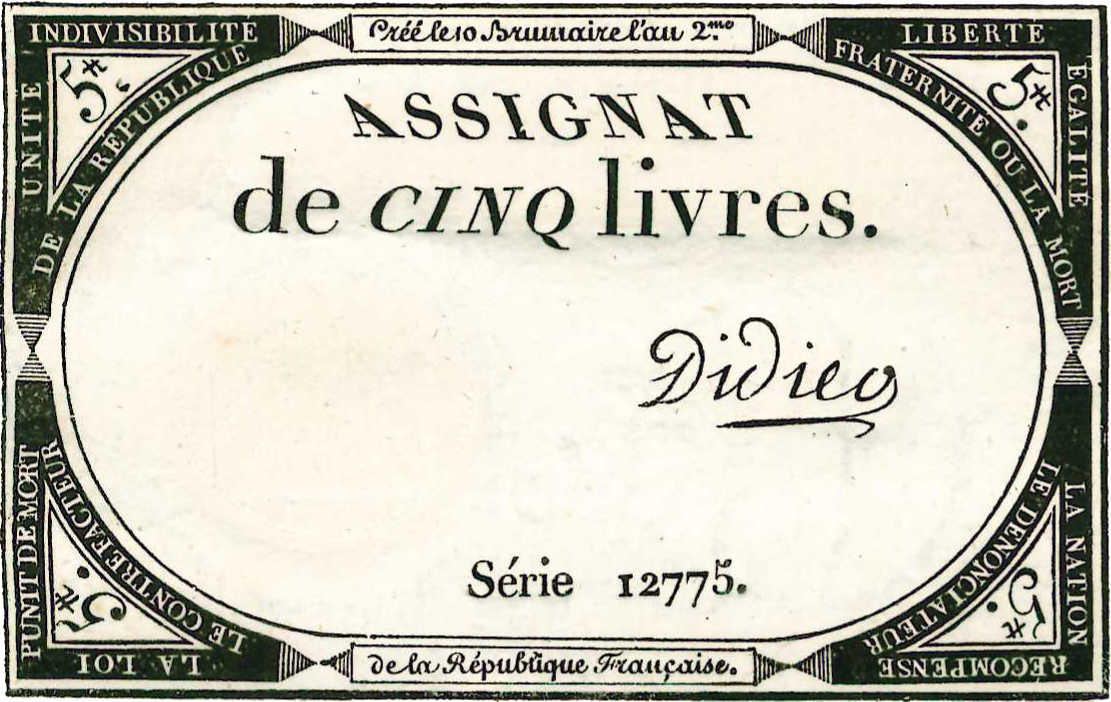 Créé le 10 Brumaire l'an 2.me
UNITÉ
INDIVISIBILITÉ
DE LA RÉPUBLIQUE
5₶.
LIBERTÉ
ÉGALITÉ
FRATERNITÉ OU LA MORT
5₶.
ASSIGNAT
de CINQ livres.
Didieo
Série 12775.
LA LOI
PUNIT DE MORT
LE CONTREFACTEUR
5₶.
LA NATION
RÉCOMPENSE
LE DÉNONCIATEUR
5₶.
de la République Française.